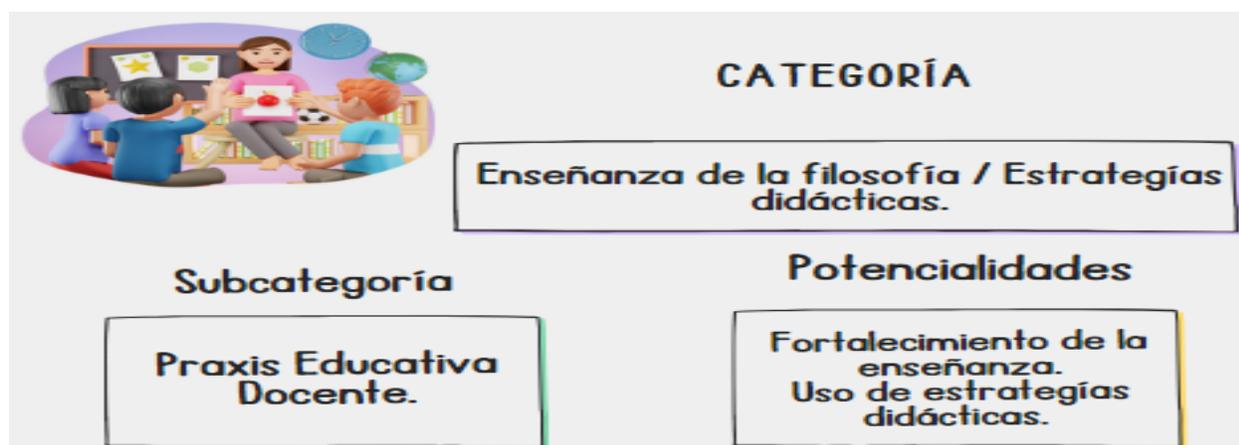 CATEGORÍA
Enseñanza de la filosofía / Estrategías
didácticas.
Subcategoría
Praxis Educativa
Docente.
Potencialidades
Fortalecimiento de la
enseñanza.
Uso de estrategías
didácticas.